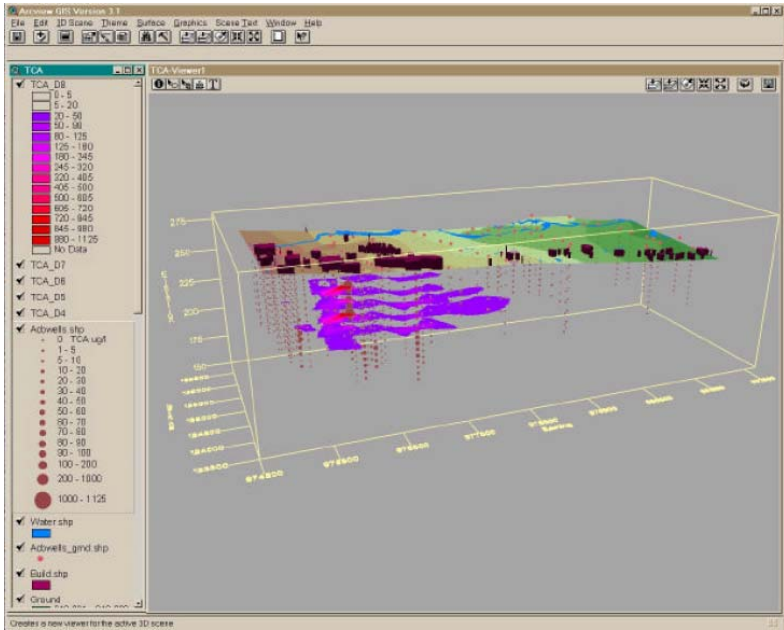 Arcview GIS Version 3.1
File Edit 3D Scene Theme Surface Graphics Scene Text Window Help
TCA
TCA_D8
0 - 5
5 - 20
20 - 50
50 - 80
80 - 125
125 - 180
180 - 245
245 - 320
320 - 405
405 - 500
500 - 605
605 - 720
720 - 845
845 - 980
980 - 1125
No Data
TCA_D7
TCA_D6
TCA_D5
TCA_D4
Acbwells.shp
0 TCA ug/l
1 - 5
5 - 10
10 - 20
20 - 30
30 - 40
40 - 50
50 - 60
60 - 70
70 - 80
80 - 90
90 - 100
100 - 200
200 - 1000
1000 - 1125
Water.shp
Acbwells_grnd.shp
Build.shp
Ground
TCA-Viewer1
275
250
225
200
175
150
974800
Creates a new viewer for the active 3D scene